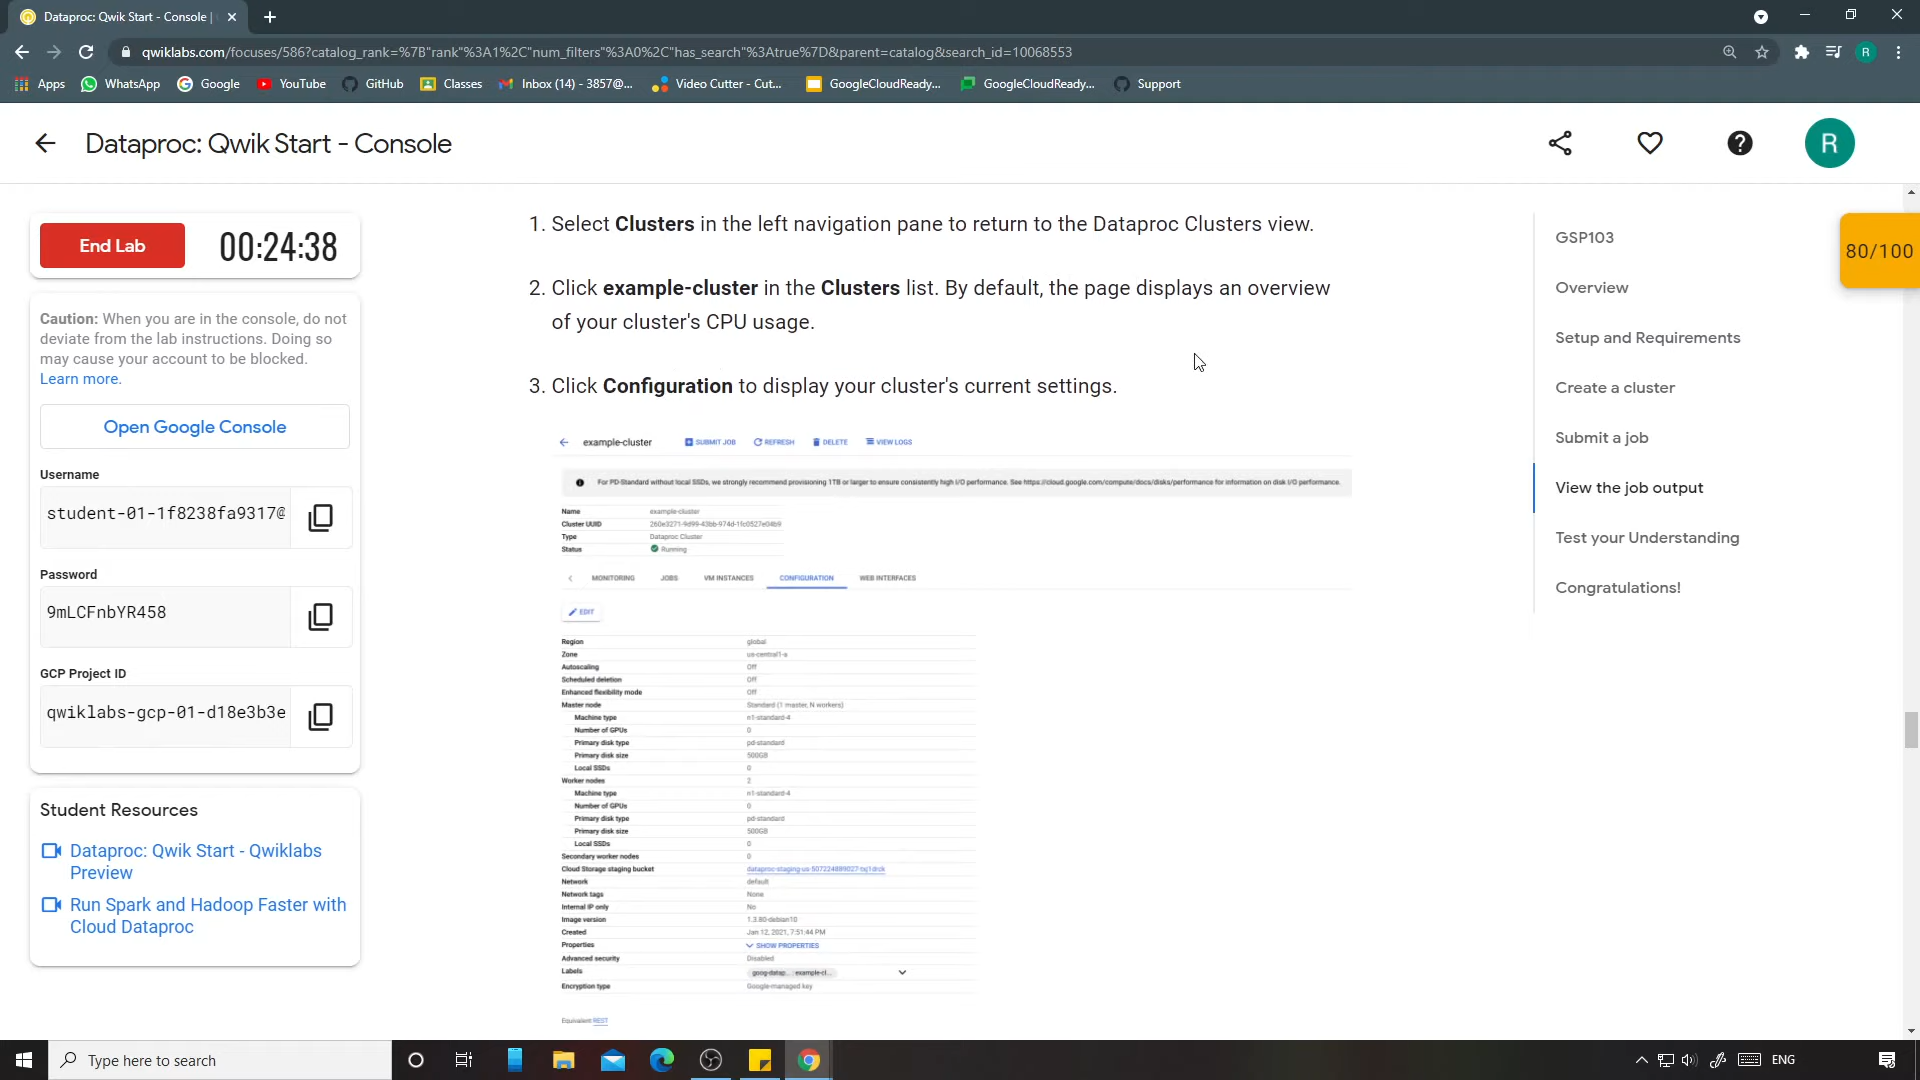 Dataproc: Qwik Start - Console |
qwiklabs.com/focuses/586?catalog_rank=%7B"rank"%3A1%2C"num_filters"%3A0%2C"has_search"%3Atrue%7D&parent=catalog&search_id=10068553
R
Apps WhatsApp Google YouTube GitHub Classes Inbox (14) - 3857@... Video Cutter - Cut... GoogleCloudReady... GoogleCloudReady... Support
Dataproc: Qwik Start - Console
R
End Lab 00:24:38
Caution: When you are in the console, do not
deviate from the lab instructions. Doing so
may cause your account to be blocked.
Learn more.
Open Google Console
Username
student-01-1f8238fa9317@
Password
9mLCFnbYR458
GCP Project ID
qwiklabs-gcp-01-d18e3b3e
Student Resources
Dataproc: Qwik Start - Qwiklabs
Preview
Run Spark and Hadoop Faster with
Cloud Dataproc
1. Select Clusters in the left navigation pane to return to the Dataproc Clusters view.
2. Click example-cluster in the Clusters list. By default, the page displays an overview
of your cluster's CPU usage.
3. Click Configuration to display your cluster's current settings.
example-cluster SUBMIT JOB REFRESH DELETE VIEW LOGS
For PD-Standard without local SSDs, we strongly recommend provisioning 1TB or larger to ensure consistently high I/O performance. See https://cloud.google.com/compute/docs/disks/performance for information on disk I/O performance.
Name example-cluster
Cluster UUID 260e3271-9d99-43bb-974d-1fc0527e04b9
Type Dataproc Cluster
Status Running
MONITORING JOBS VM INSTANCES CONFIGURATION WEB INTERFACES
EDIT
Region global
Zone us-central1-a
Autoscaling Off
Scheduled deletion Off
Enhanced flexibility mode Off
Master node Standard (1 master, N workers)
Machine type n1-standard-4
Number of GPUs 0
Primary disk type pd-standard
Primary disk size 500GB
Local SSDs 0
Worker nodes 2
Machine type n1-standard-4
Number of GPUs 0
Primary disk type pd-standard
Primary disk size 500GB
Local SSDs 0
Secondary worker nodes 0
Cloud Storage staging bucket
Network default
Network tags None
Internal IP only No
Image version 1.3.80-debian10
Created Jan 12, 2021, 7:51:44 PM
Properties SHOW PROPERTIES
Advanced security Disabled
Labels goog-datap... : example-cl...
Encryption type Google-managed key
Equivalent REST
GSP103
Overview
Setup and Requirements
Create a cluster
Submit a job
View the job output
Test your Understanding
Congratulations!
80/100
Type here to search
ENG